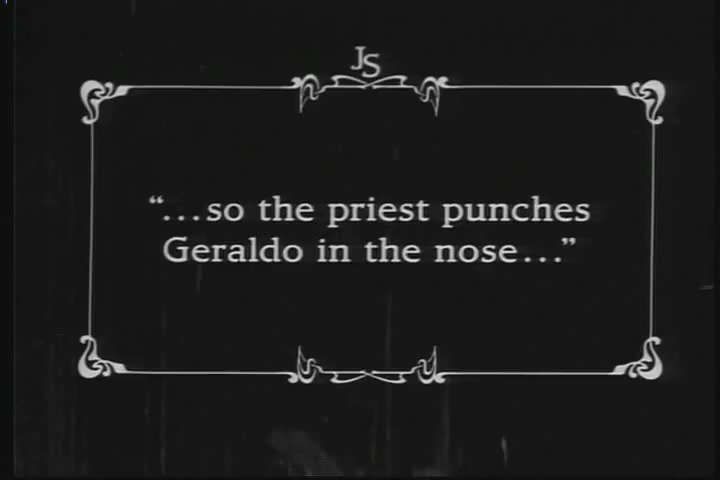 JS
“...so the priest punches
Geraldo in the nose...”